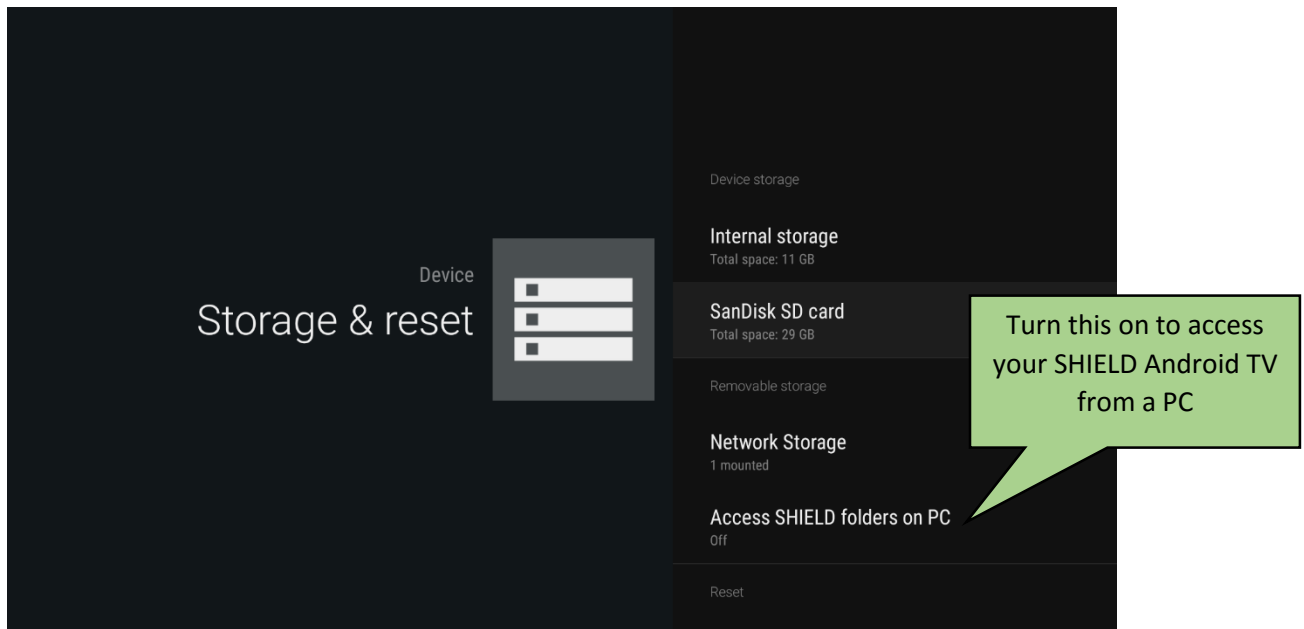 Device
Storage & reset
Device storage
Internal storage
Total space: 11 GB
SanDisk SD card
Total space: 29 GB
Removable storage
Network Storage
1 mounted
Access SHIELD folders on PC
Off
Reset
Turn this on to access
your SHIELD Android TV
from a PC